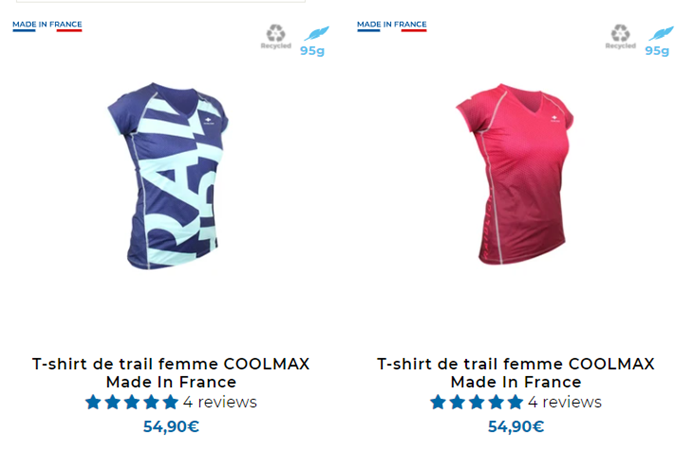 MADE IN FRANCE
Recycled
95g
MADE IN FRANCE
Recycled
95g
T-shirt de trail femme COOLMAX
Made In France
4 reviews
54,90€
T-shirt de trail femme COOLMAX
Made In France
4 reviews
54,90€